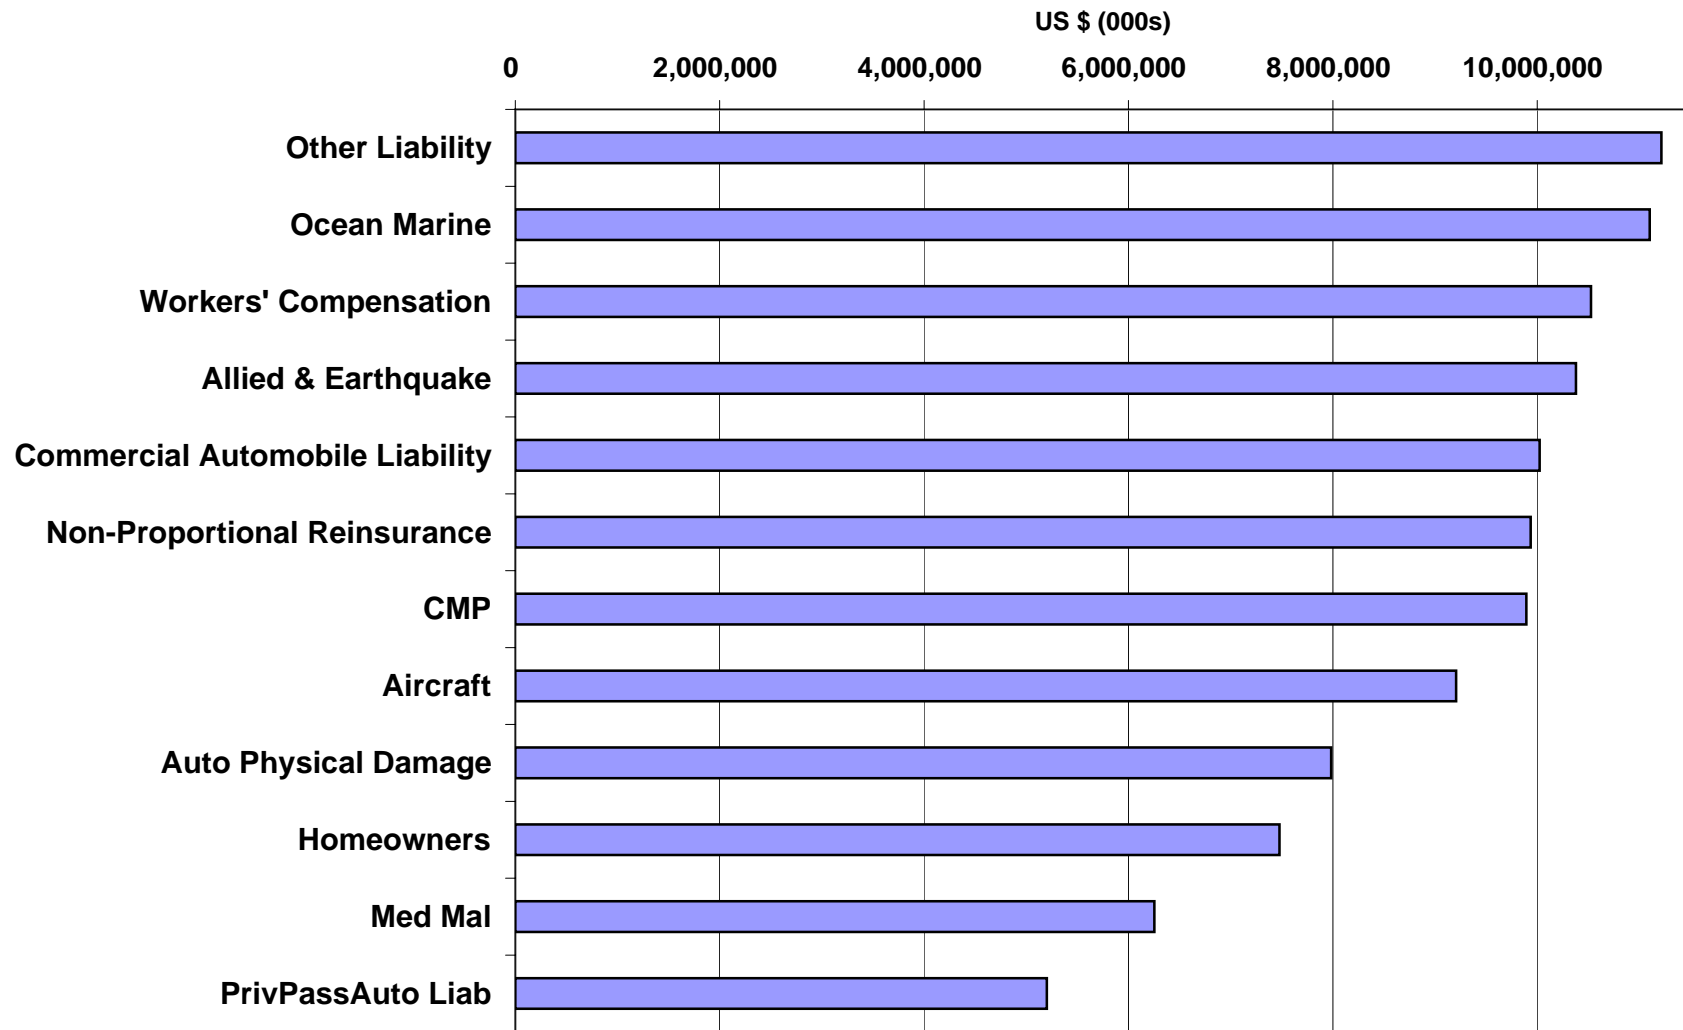 US $ (000s)
0 2,000,000 4,000,000 6,000,000 8,000,000 10,000,000
Other Liability
Ocean Marine
Workers' Compensation
Allied & Earthquake
Commercial Automobile Liability
Non-Proportional Reinsurance
CMP
Aircraft
Auto Physical Damage
Homeowners
Med Mal
PrivPassAuto Liab